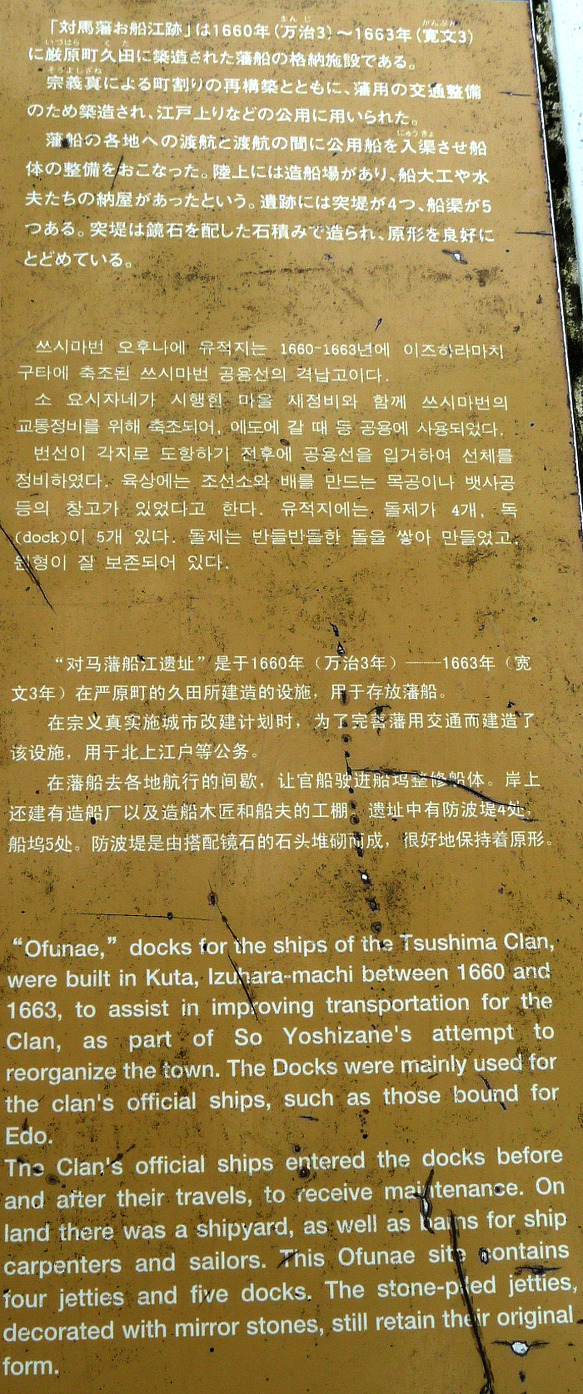 「対馬藩お船江跡」は1660年(万治3)～1663年(寛文3)
に厳原町久田に築造された藩船の格納施設である。
宗義真による町割りの再構築とともに、藩用の交通整備
のため築造され、江戸上りなどの公用に用いられた。
藩船の各地への渡航と渡航の間に公用船を入渠させ船
体の整備をおこなった。陸上には造船場があり、船大工や水
夫たちの納屋があったという。遺跡には突堤が4つ、船渠が5
つある。突堤は鏡石を配した石積みで造られ、原形を良好に
とどめている。
쓰시마번 오후나에 유적지는 1660~1663년에 이즈하라마치
구타에 축조된 쓰시마번 공용선의 격납고이다.
소 요시자네가 시행한 마을 재정비와 함께 쓰시마번의
교통정비를 위해 축조되어, 에도에 갈 때 등 공용에 사용되었다.
번선이 각지로 도항하기 전후에 공용선을 입거하여 선체를
정비하였다. 육상에는 조선소와 배를 만드는 목공이나 뱃사공
등의 창고가 있었다고 한다. 유적지에는, 돌제가 4개, 독
(dock)이 5개 있다. 돌제는 반들반들한 돌을 쌓아 만들었고,
원형이 잘 보존되어 있다.
“对马藩船江遗址”是于1660年（万治3年）——1663年（宽
文3年）在严原町的久田所建造的设施，用于存放藩船。
在宗义真实施城市改建计划时，为了完善藩用交通而建造了
该设施，用于北上江户等公务。
在藩船去各地航行的间歇，让官船驶进船坞整修船体。岸上
还建有造船厂以及造船木匠和船夫的工棚。遗址中有防波堤4处，
船坞5处。防波堤是由搭配镜石的石头堆砌而成，很好地保持着原形。
“Ofunae,” docks for the ships of the Tsushima Clan,
were built in Kuta, Izuhara-machi between 1660 and
1663, to assist in improving transportation for the
Clan, as part of So Yoshizane's attempt to
reorganize the town. The Docks were mainly used for
the clan's official ships, such as those bound for
Edo.
The Clan's official ships entered the docks before
and after their travels, to receive maintenance. On
land there was a shipyard, as well as barns for ship
carpenters and sailors. This Ofunae site contains
four jetties and five docks. The stone-piled jetties,
decorated with mirror stones, still retain their original
form.